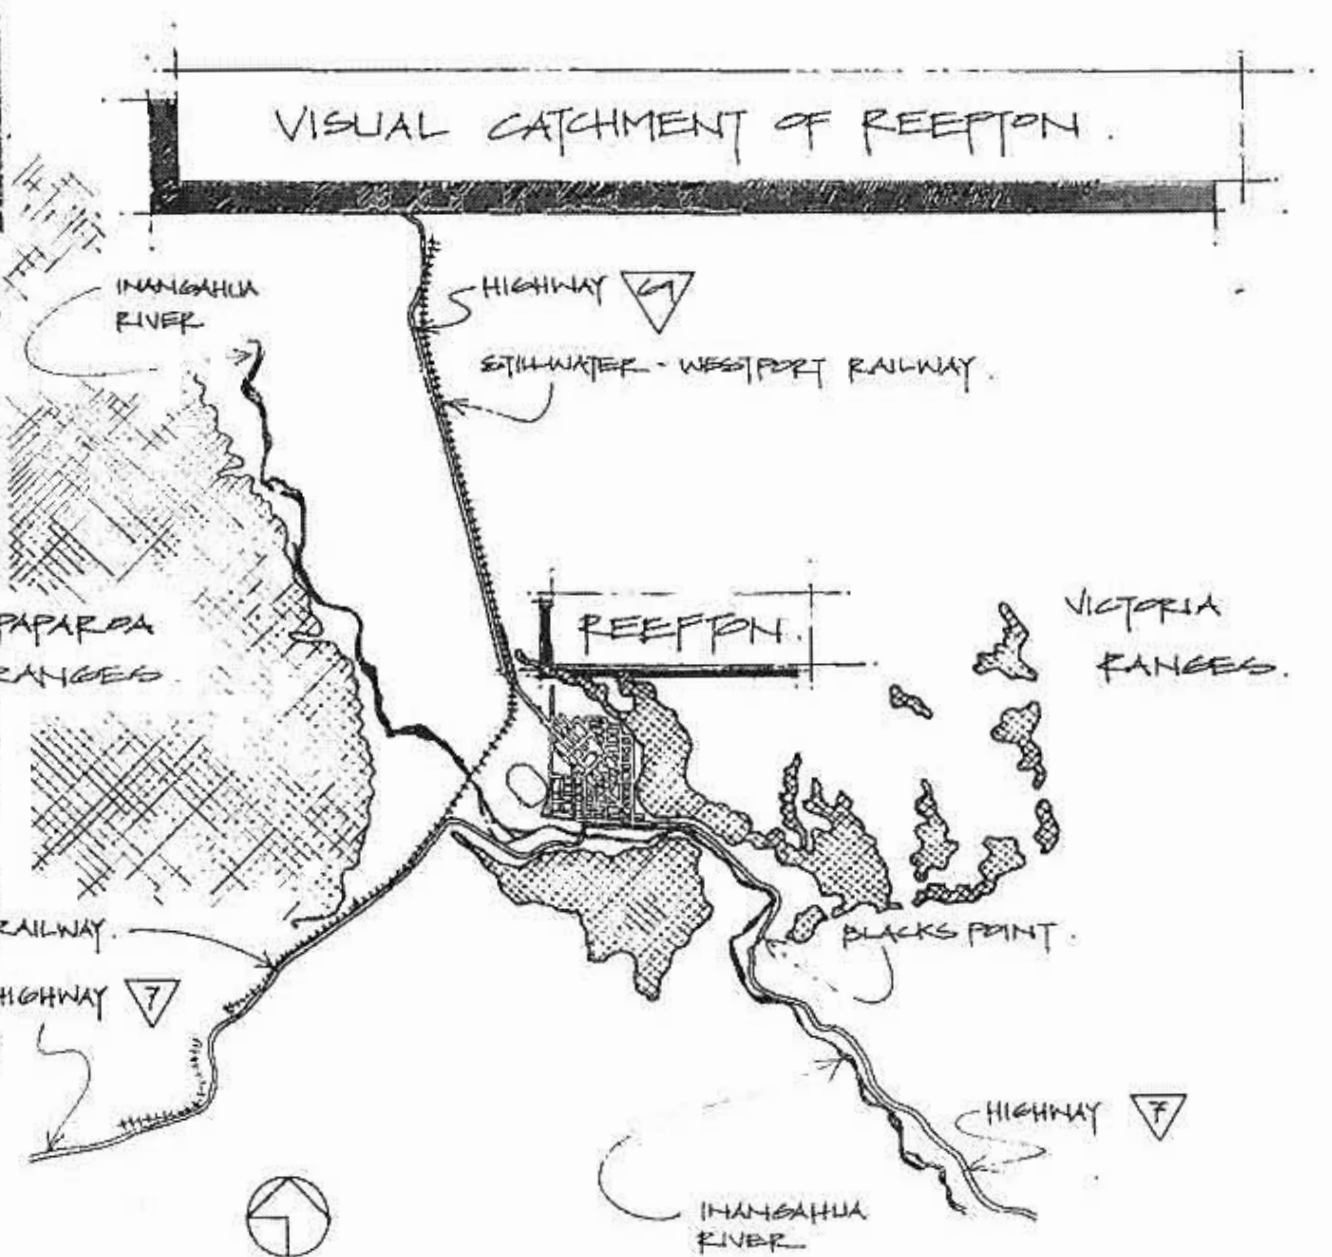 VISUAL CATCHMENT OF REEFTON.
INANGAHUA
RIVER
HIGHWAY 69
STILLWATER - WESTPORT RAILWAY.
REEFTON.
VICTORIA
RANGES.
PAPAROA
RANGES
RAILWAY.
BLACKS POINT.
HIGHWAY 7
HIGHWAY 7
INANGAHUA
RIVER